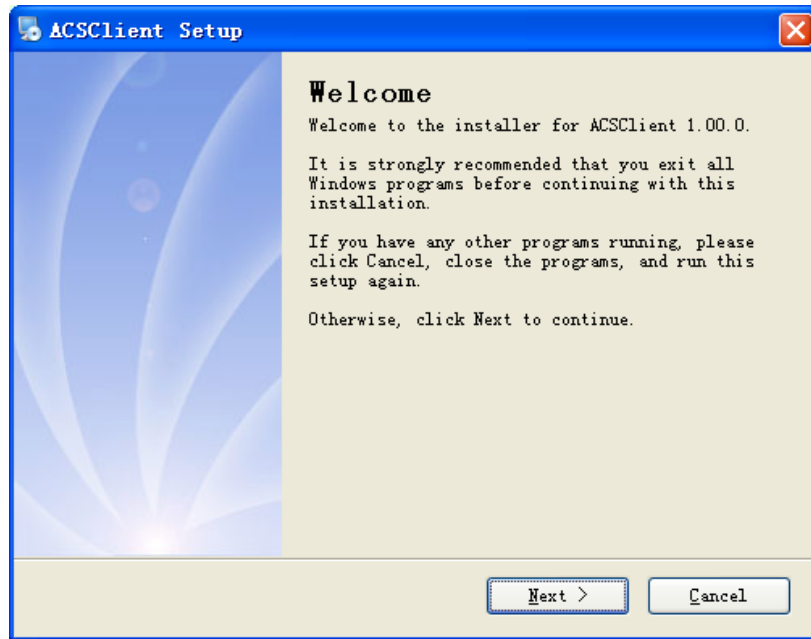 ACSClient Setup
Welcome
Welcome to the installer for ACSClient 1.00.0.
It is strongly recommended that you exit all
Windows programs before continuing with this
installation.
If you have any other programs running, please
click Cancel, close the programs, and run this
setup again.
Otherwise, click Next to continue.
Next >
Cancel